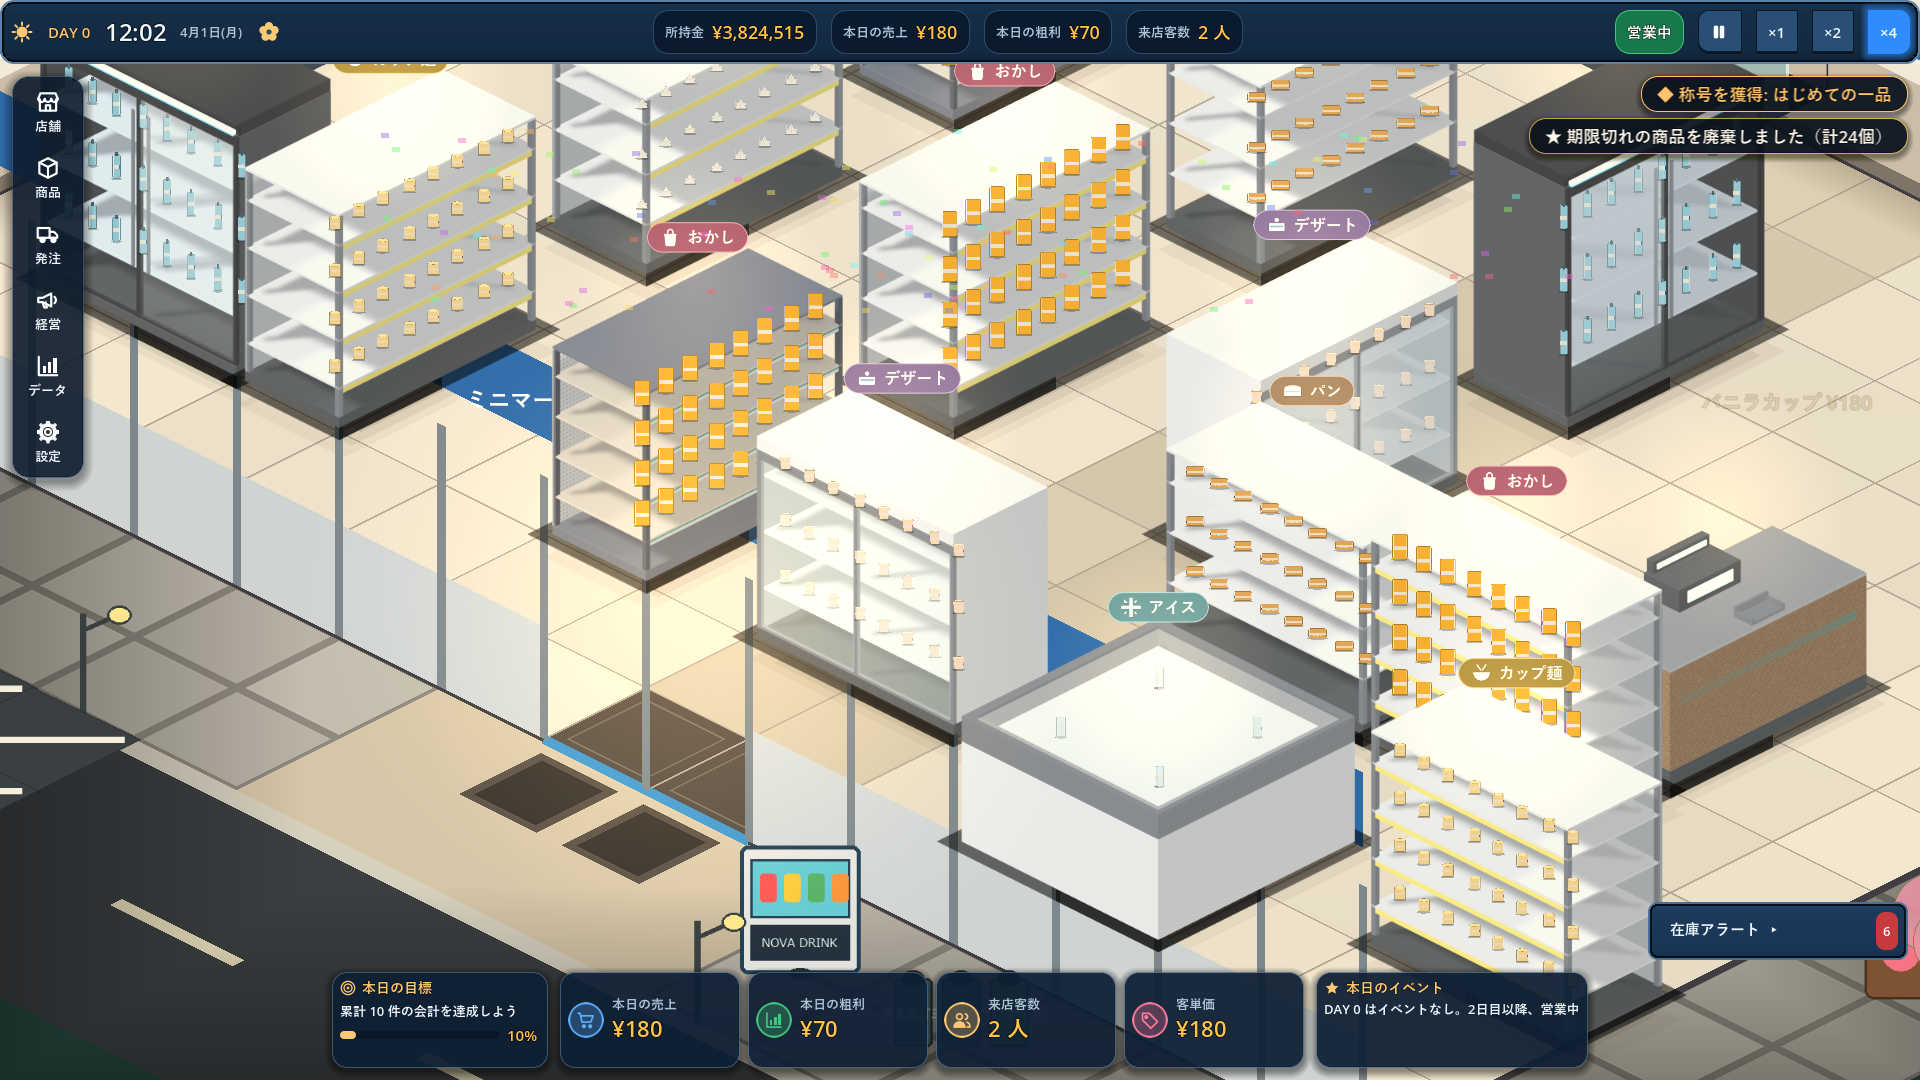 DAY 0 12:02 4月1日(月)
所持金 ¥3,824,515
本日の売上 ¥180
本日の粗利 ¥70
来店客数 2 人
営業中
×1
×2
×4
店舗
商品
発注
経営
データ
設定
◆ 称号を獲得: はじめての一品
★ 期限切れの商品を廃棄しました（計24個）
おかし
おかし
デザート
デザート
パン
バニラカップ ¥180
ミニマー
おかし
アイス
カップ麺
NOVA DRINK
在庫アラート ▸ 6
本日の目標
累計 10 件の会計を達成しよう
10%
本日の売上
¥180
本日の粗利
¥70
来店客数
2 人
客単価
¥180
★ 本日のイベント
DAY 0 はイベントなし。2日目以降、営業中